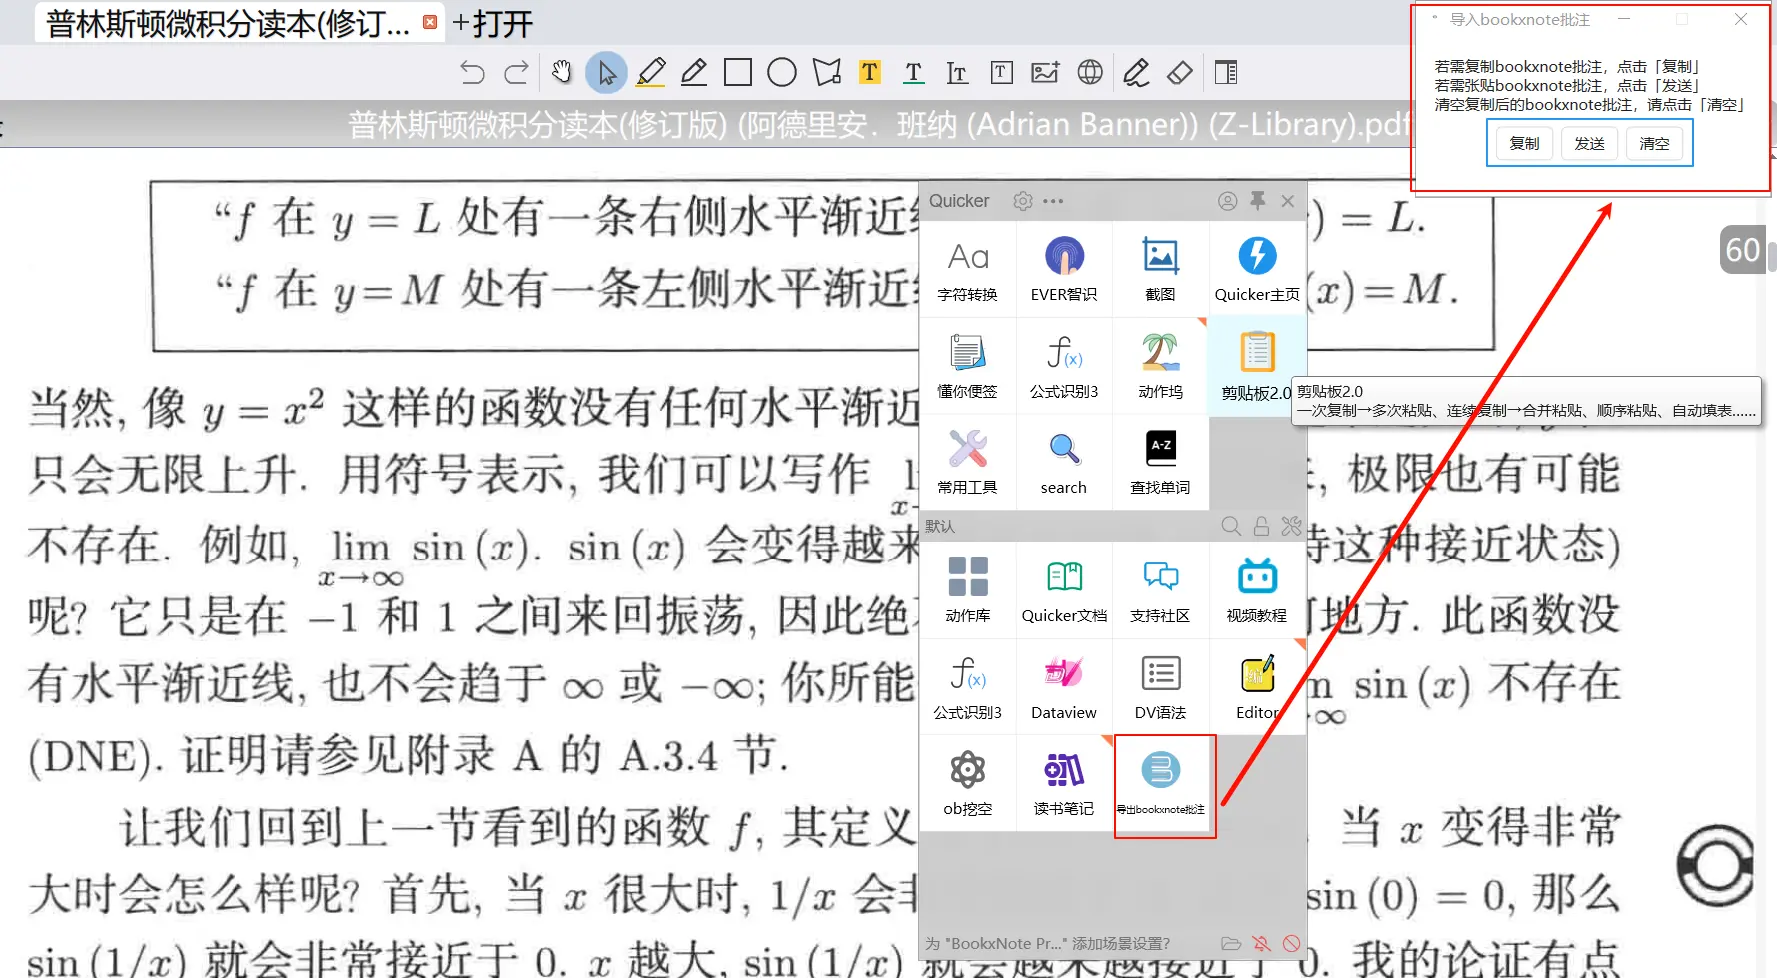 普林斯顿微积分读本(修订... +打开
普林斯顿微积分读本(修订版) (阿德里安．班纳 (Adrian Banner)) (Z-Library).pdf
导入bookxnote批注
若需复制bookxnote批注，点击「复制」
若需张贴bookxnote批注，点击「发送」
清空复制后的bookxnote批注，请点击「清空」
复制 发送 清空
60
“f 在 y = L 处有一条右侧水平渐近
) = L.
“f 在 y=M 处有一条左侧水平渐近
(x)=M.
当然, 像 y = x² 这样的函数没有任何水平渐近
只会无限上升. 用符号表示, 我们可以写作
, 极限也有可能
不存在. 例如, lim sin (x). sin (x) 会变得越来
x→∞
待这种接近状态)
呢? 它只是在 −1 和 1 之间来回振荡, 因此绝
地方. 此函数没
有水平渐近线, 也不会趋于 ∞ 或 −∞; 你所能
sin (x) 不存在
(DNE). 证明请参见附录 A 的 A.3.4 节.
让我们回到上一节看到的函数 f, 其定义
. 当 x 变得非常
大时会怎么样呢? 首先, 当 x 很大时, 1/x 会
sin (0) = 0, 那么
sin (1/x) 就会非常接近于 0. x 越大, sin (1/x) 就会越来越接近于 0. 我的论证有点
Quicker
Aa
字符转换 EVER智识 截图 Quicker主页
f(x)
懂你便签 公式识别3 动作坞 剪贴板2.0
剪贴板2.0
一次复制→多次粘贴、连续复制→合并粘贴、顺序粘贴、自动填表......
A-Z
常用工具 search 查找单词
默认
动作库 Quicker文档 支持社区 视频教程
f(x)
公式识别3 Dataview DV语法 Editor
ob挖空 读书笔记 导出bookxnote批注
为 "BookxNote Pr..." 添加场景设置?